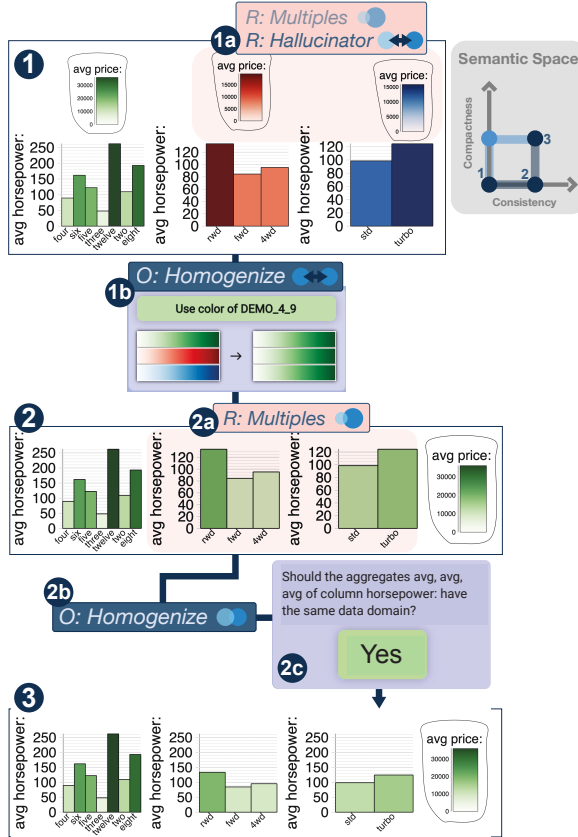 R: Multiples
1a
R: Hallucinator
1
avg price:
30000
20000
10000
0
avg price:
15000
10000
5000
0
avg price:
15000
10000
5000
0
avg horsepower:
250
200
150
100
50
0
four
six
five
three
twelve
two
eight
avg horsepower:
120
100
80
60
40
20
0
rwd
fwd
4wd
avg horsepower:
120
100
80
60
40
20
0
std
turbo
Semantic Space
Compactness
3
1
2
Consistency
O: Homogenize
1b
Use color of DEMO_4_9
→
2
2a
R: Multiples
avg horsepower:
250
200
150
100
50
0
four
six
five
three
twelve
two
eight
avg horsepower:
120
100
80
60
40
20
0
rwd
fwd
4wd
avg horsepower:
120
100
80
60
40
20
0
std
turbo
avg price:
30000
20000
10000
0
2b
O: Homogenize
Should the aggregates avg, avg,
avg of column horsepower: have
the same data domain?
Yes
2c
3
avg horsepower:
250
200
150
100
50
0
four
six
five
three
twelve
two
eight
avg horsepower:
250
200
150
100
50
0
rwd
fwd
4wd
avg horsepower:
250
200
150
100
50
0
std
turbo
avg price:
30000
20000
10000
0